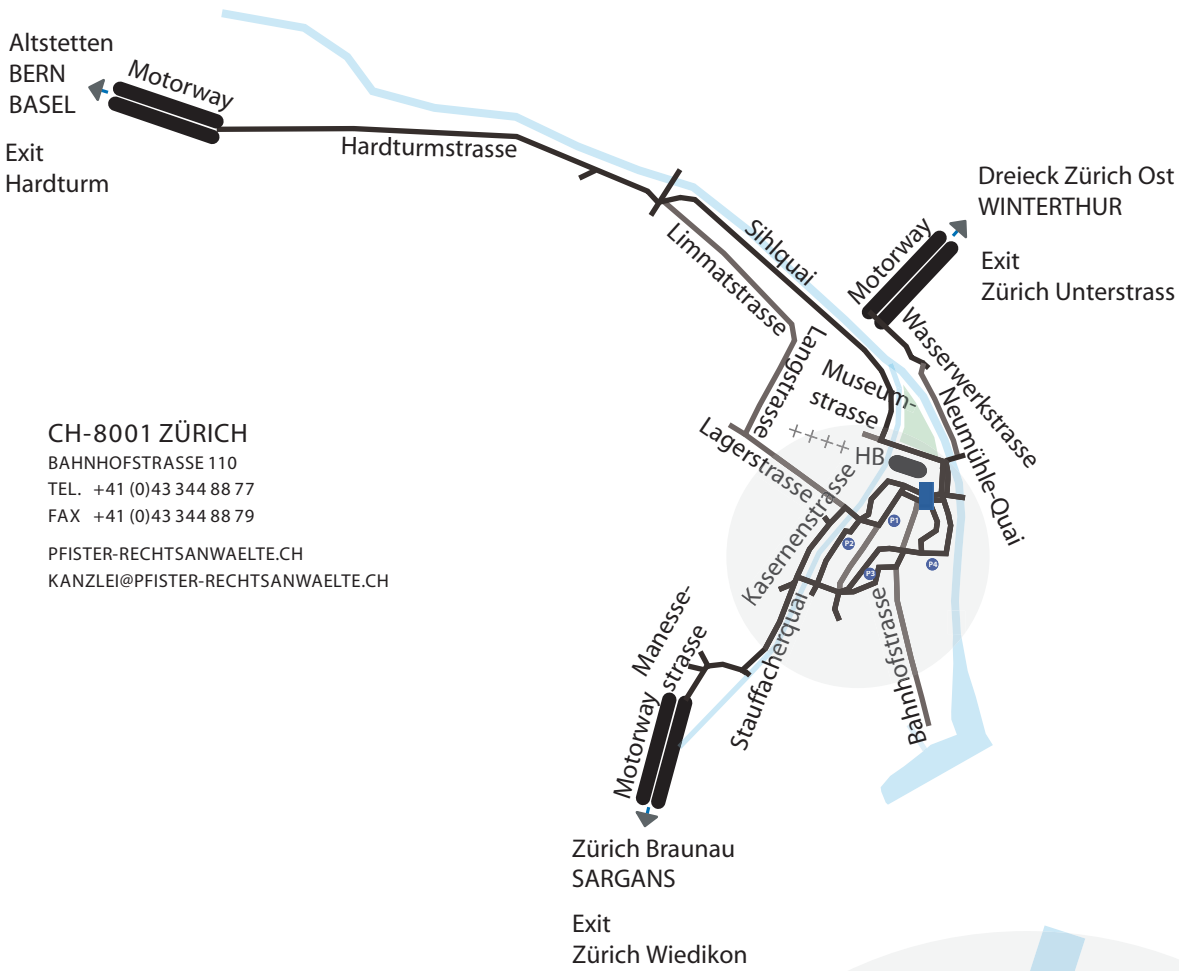 Altstetten
BERN
BASEL
Exit
Hardturm
Motorway
Hardturmstrasse
Dreieck Zürich Ost
WINTERTHUR
Exit
Zürich Unterstrass
Motorway
Sihlquai
Limmatstrasse
Wasserwerkstrasse
Langstrasse
Museum-
strasse
Neumühle-Quai
Lagerstrasse
++++
HB
Kasernenstrasse
P1
P2
P3
P4
CH-8001 ZÜRICH
BAHNHOFSTRASSE 110
TEL. +41 (0)43 344 88 77
FAX +41 (0)43 344 88 79
PFISTER-RECHTSANWAELTE.CH
KANZLEI@PFISTER-RECHTSANWAELTE.CH
Manesse-
strasse
Stauffacherquai
Bahnhofstrasse
Motorway
Zürich Braunau
SARGANS
Exit
Zürich Wiedikon